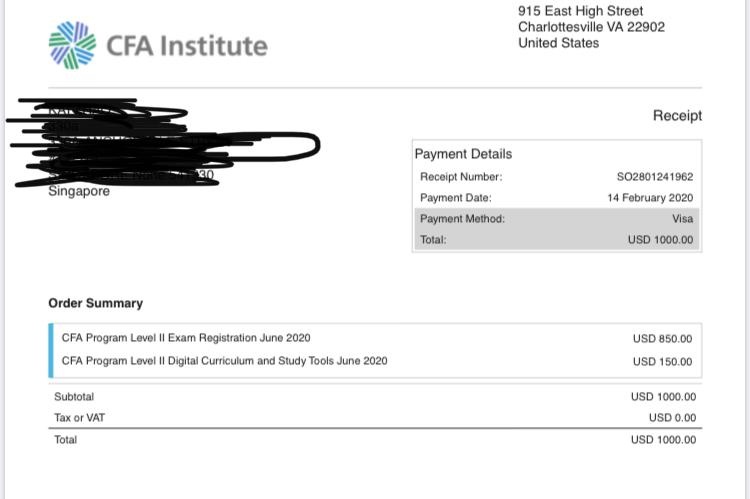 915 East High Street
Charlottesville VA 22902
United States
CFA Institute
Singapore
Receipt
Payment Details
Receipt Number: SO2801241962
Payment Date: 14 February 2020
Payment Method: Visa
Total: USD 1000.00
Order Summary
CFA Program Level II Exam Registration June 2020 USD 850.00
CFA Program Level II Digital Curriculum and Study Tools June 2020 USD 150.00
Subtotal USD 1000.00
Tax or VAT USD 0.00
Total USD 1000.00